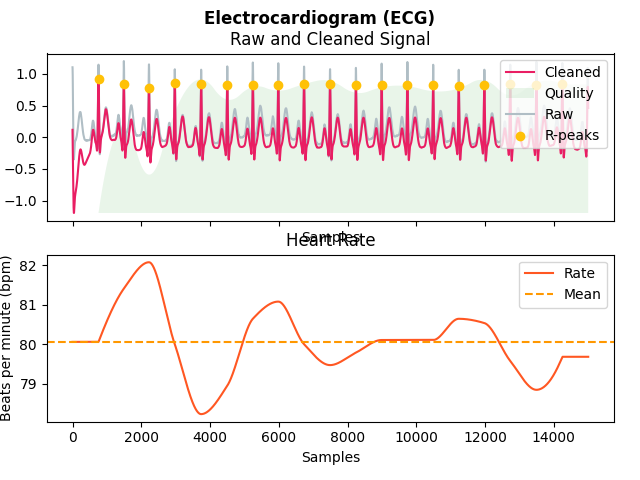 Electrocardiogram (ECG)
Raw and Cleaned Signal
1.0
0.5
0.0
−0.5
−1.0
Cleaned
Quality
Raw
R-peaks
Samples
Heart Rate
Beats per minute (bpm)
82
81
80
79
Rate
Mean
0 2000 4000 6000 8000 10000 12000 14000
Samples